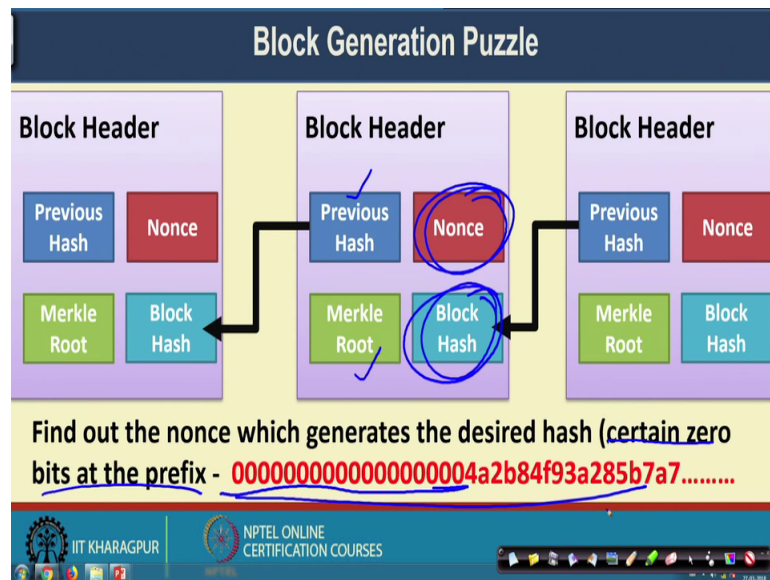 Block Generation Puzzle
Block Header
Previous
Hash
Nonce
Merkle
Root
Block
Hash
Block Header
Previous
Hash
Nonce
Merkle
Root
Block
Hash
Block Header
Previous
Hash
Nonce
Merkle
Root
Block
Hash
Find out the nonce which generates the desired hash (certain zero
bits at the prefix - 0000000000000000004a2b84f93a285b7a7………
IIT KHARAGPUR
NPTEL ONLINE
CERTIFICATION COURSES